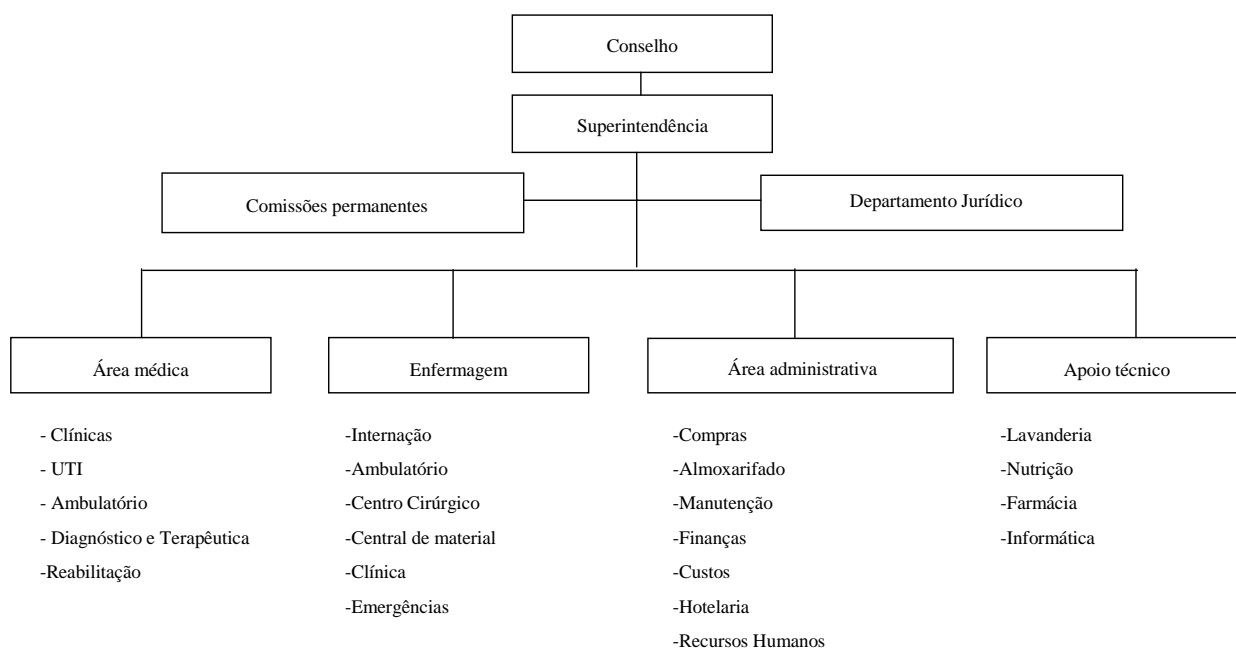 Conselho
Superintendência
Comissões permanentes
Departamento Jurídico
Área médica
Enfermagem
Área administrativa
Apoio técnico
- Clínicas
- UTI
- Ambulatório
- Diagnóstico e Terapêutica
-Reabilitação
-Internação
-Ambulatório
-Centro Cirúrgico
-Central de material
-Clínica
-Emergências
-Compras
-Almoxarifado
-Manutenção
-Finanças
-Custos
-Hotelaria
-Recursos Humanos
-Lavanderia
-Nutrição
-Farmácia
-Informática